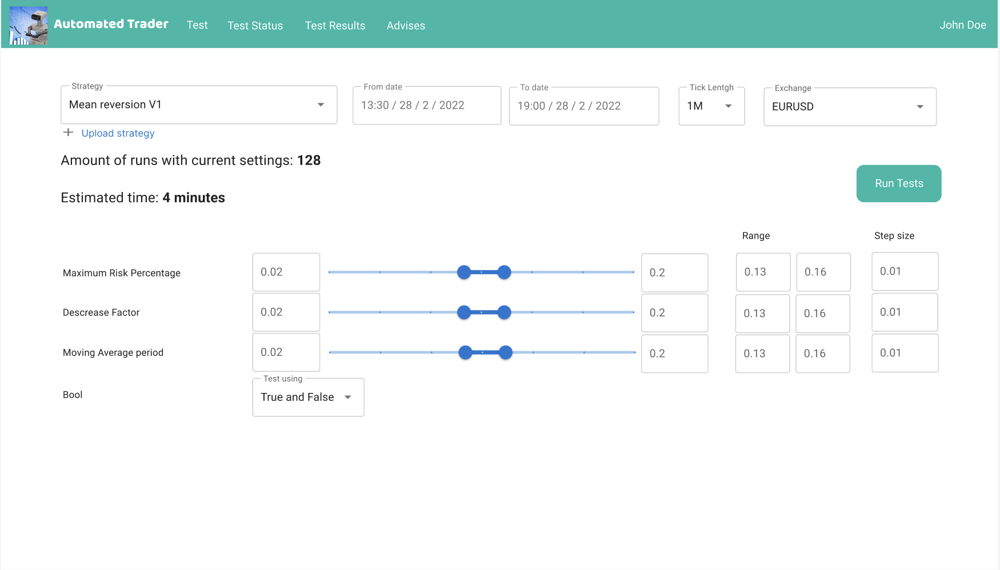 Automated Trader Test Test Status Test Results Advises John Doe
Strategy From date To date Tick Lentgh Exchange
Mean reversion V1 13:30 / 28 / 2 / 2022 19:00 / 28 / 2 / 2022 1M EURUSD
+ Upload strategy
Amount of runs with current settings: 128
Run Tests
Estimated time: 4 minutes
Range Step size
Maximum Risk Percentage 0.02 0.2 0.13 0.16 0.01
Descrease Factor 0.02 0.2 0.13 0.16 0.01
Moving Average period 0.02 0.2 0.13 0.16 0.01
Test using
Bool True and False